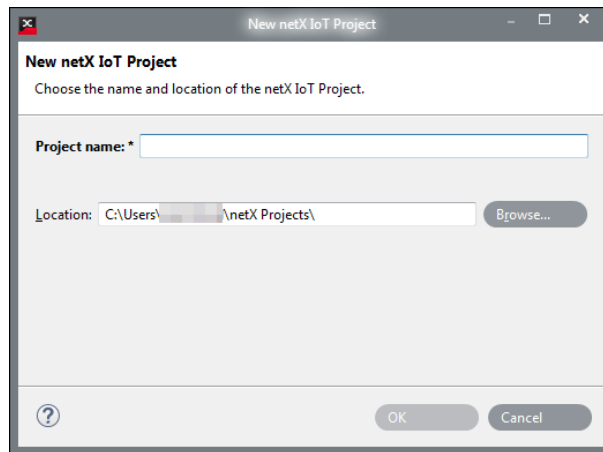 New netX IoT Project
New netX IoT Project
Choose the name and location of the netX IoT Project.
Project name: *
Location: C:\Users\ \netX Projects\ Browse...
? OK Cancel